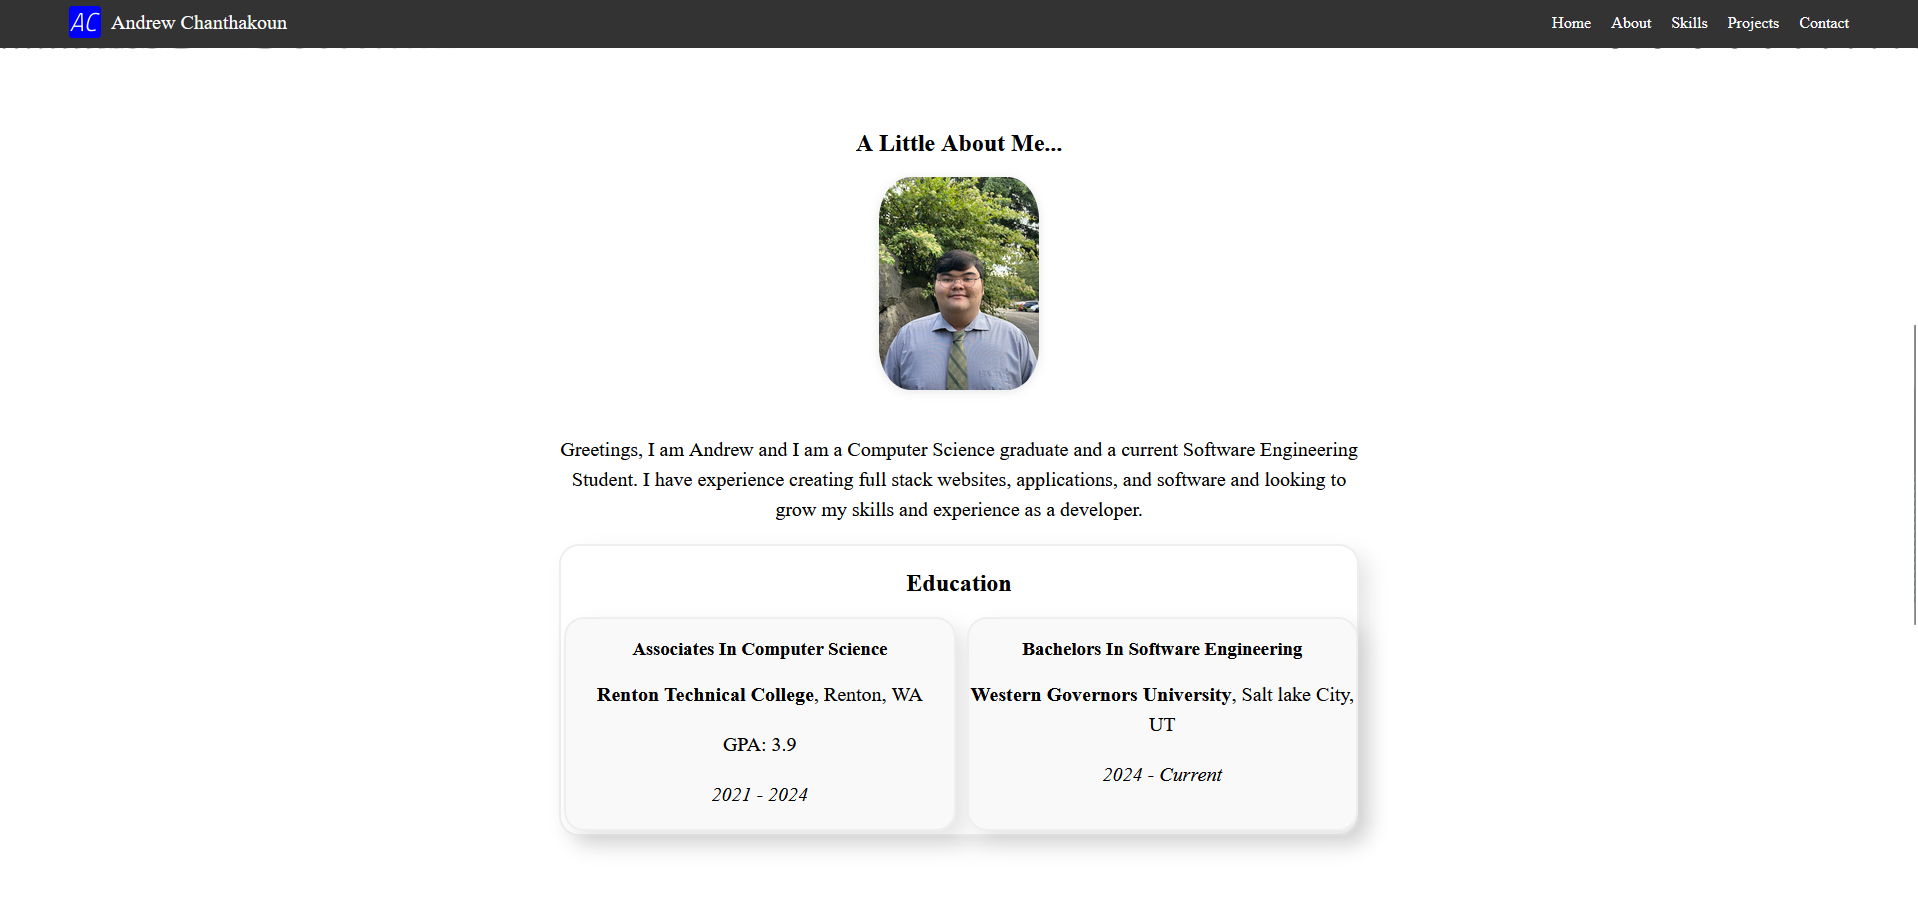 AC Andrew Chanthakoun Home About Skills Projects Contact
A Little About Me...
Greetings, I am Andrew and I am a Computer Science graduate and a current Software Engineering
Student. I have experience creating full stack websites, applications, and software and looking to
grow my skills and experience as a developer.
Education
Associates In Computer Science
Renton Technical College, Renton, WA
GPA: 3.9
2021 - 2024
Bachelors In Software Engineering
Western Governors University, Salt lake City,
UT
2024 - Current